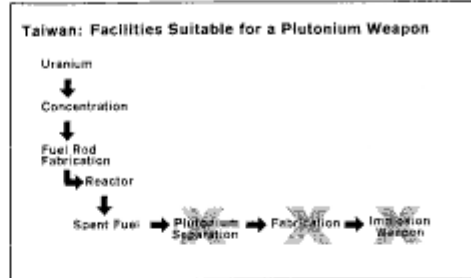 Taiwan: Facilities Suitable for a Plutonium Weapon
Uranium
Concentration
Fuel Rod
Fabrication
Reactor
Spent Fuel
Plutonium
Separation
Fabrication
Implosion
Weapon